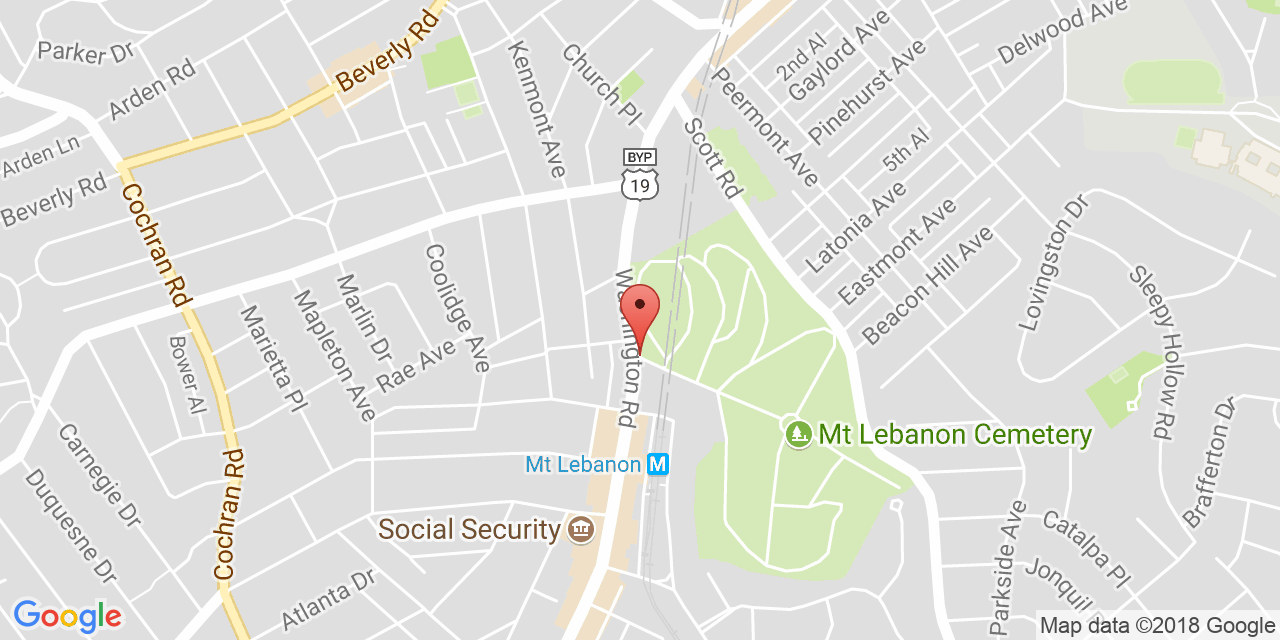 Parker Dr
Beverly Rd
Kenmont Ave
Church Pl
2nd Al
Gaylord Ave
Delwood Ave
Arden Rd
Pinehurst Ave
Peermont Ave
Arden Ln
BYP
19
Scott Rd
5th Al
Beverly Rd
Cochran Rd
Latonia Ave
Eastmont Ave
Beacon Hill Ave
Lovingston Dr
Sleepy Hollow Rd
Coolidge Ave
Marlin Dr
Mapleton Ave
Marietta Pl
Bower Al
Rae Ave
Mt Lebanon Cemetery
Brafferton Dr
Carnegie Dr
Duquesne Dr
Cochran Rd
Mt Lebanon M
Social Security
Parkside Ave
Catalpa Pl
Atlanta Dr
Google
Map data ©2018 Google